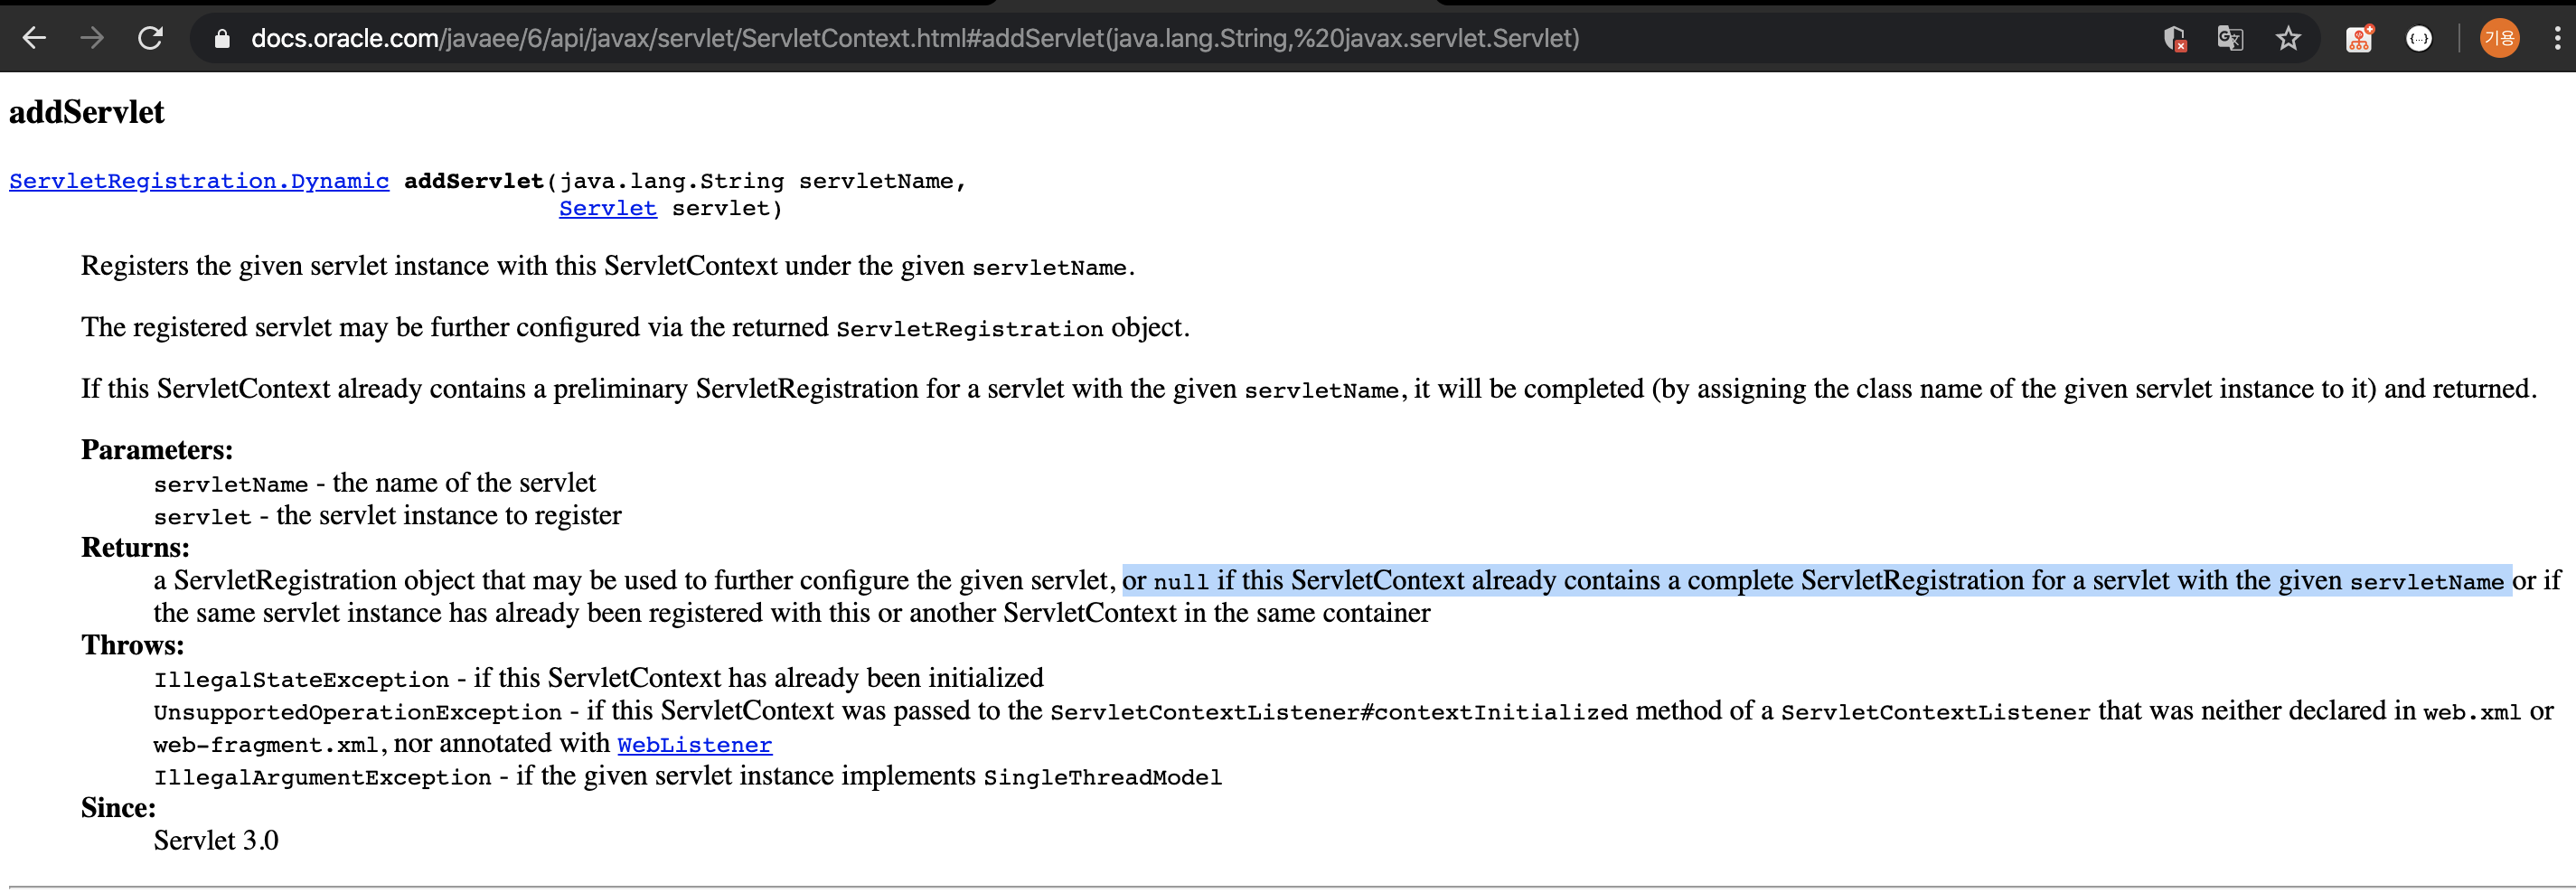 docs.oracle.com/javaee/6/api/javax/servlet/ServletContext.html#addServlet(java.lang.String,%20javax.servlet.Servlet)
기용
addServlet
ServletRegistration.Dynamic addServlet(java.lang.String servletName,
Servlet servlet)
Registers the given servlet instance with this ServletContext under the given servletName.
The registered servlet may be further configured via the returned ServletRegistration object.
If this ServletContext already contains a preliminary ServletRegistration for a servlet with the given servletName, it will be completed (by assigning the class name of the given servlet instance to it) and returned.
Parameters:
servletName - the name of the servlet
servlet - the servlet instance to register
Returns:
a ServletRegistration object that may be used to further configure the given servlet, or null if this ServletContext already contains a complete ServletRegistration for a servlet with the given servletName or if
the same servlet instance has already been registered with this or another ServletContext in the same container
Throws:
IllegalStateException - if this ServletContext has already been initialized
UnsupportedOperationException - if this ServletContext was passed to the ServletContextListener#contextInitialized method of a ServletContextListener that was neither declared in web.xml or
web-fragment.xml, nor annotated with WebListener
IllegalArgumentException - if the given servlet instance implements SingleThreadModel
Since:
Servlet 3.0